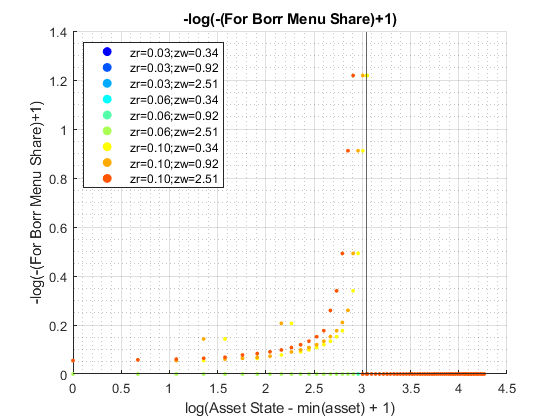 -log(-(For Borr Menu Share)+1)
-log(-(For Borr Menu Share)+1)
1.4
1.2
1
0.8
0.6
0.4
0.2
0
zr=0.03;zw=0.34
zr=0.03;zw=0.92
zr=0.03;zw=2.51
zr=0.06;zw=0.34
zr=0.06;zw=0.92
zr=0.06;zw=2.51
zr=0.10;zw=0.34
zr=0.10;zw=0.92
zr=0.10;zw=2.51
0 0.5 1 1.5 2 2.5 3 3.5 4 4.5
log(Asset State - min(asset) + 1)